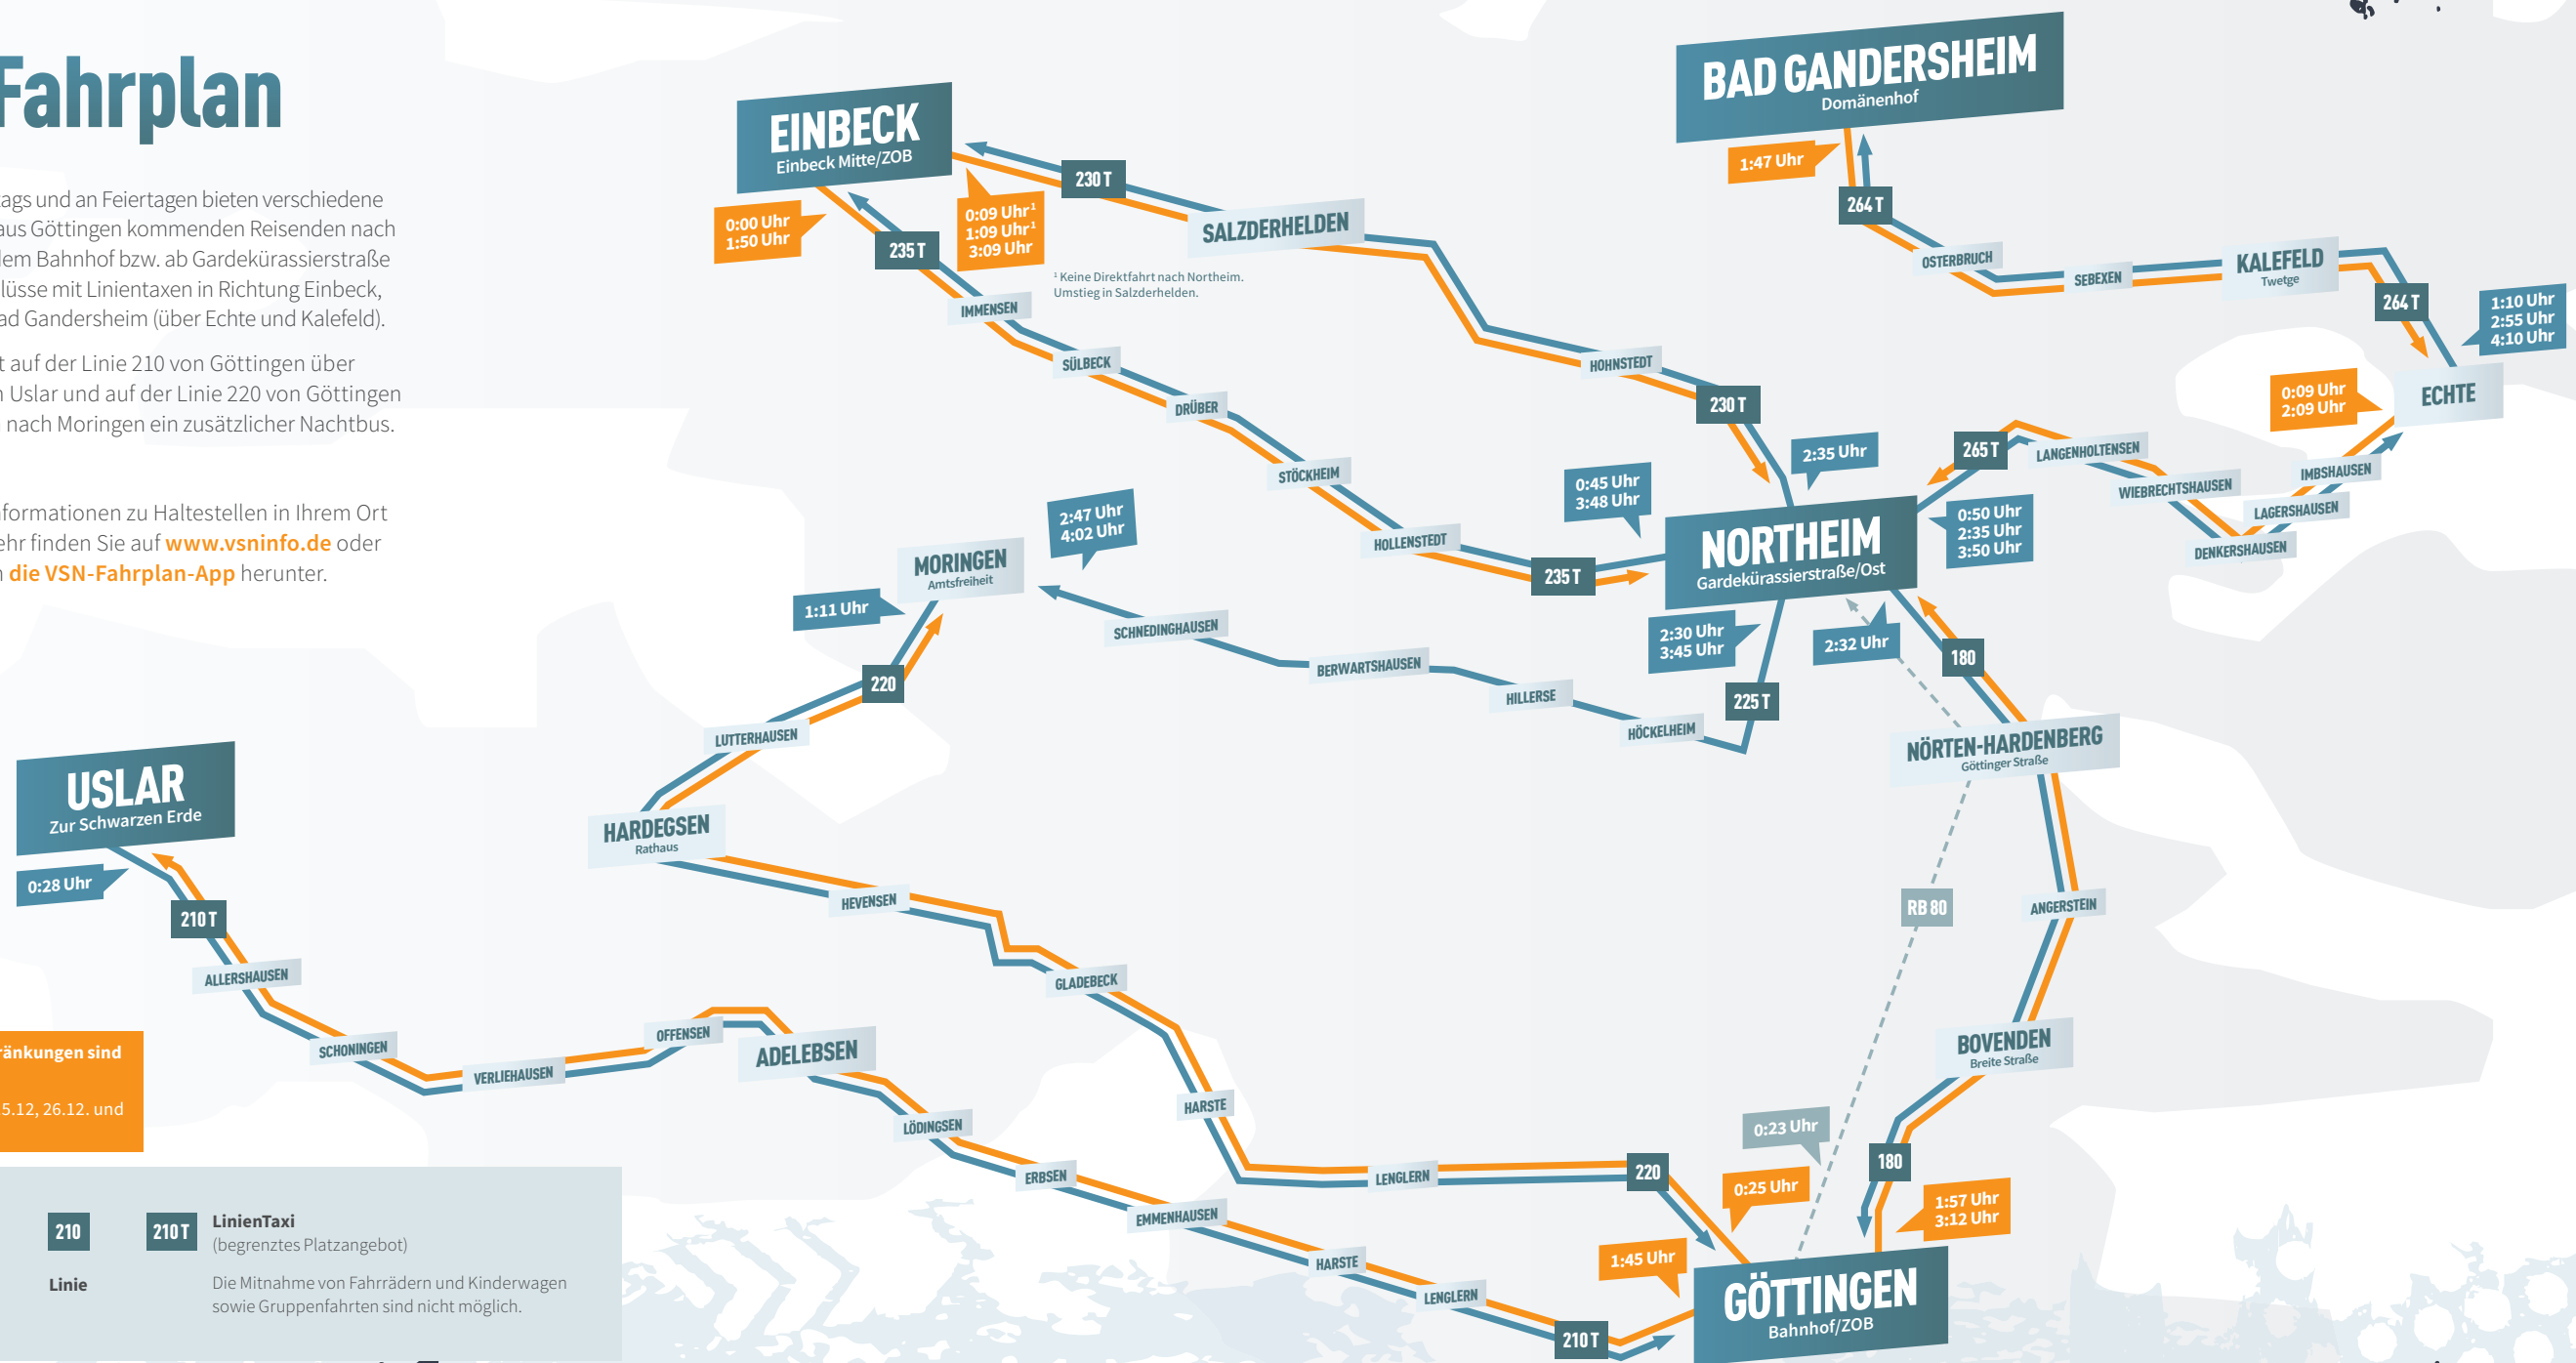 Fahrplan
tags und an Feiertagen bieten verschiedene
aus Göttingen kommenden Reisenden nach
dem Bahnhof bzw. ab Gardekürassierstraße
lüsse mit Linientaxen in Richtung Einbeck,
ad Gandersheim (über Echte und Kalefeld).
t auf der Linie 210 von Göttingen über
n Uslar und auf der Linie 220 von Göttingen
nach Moringen ein zusätzlicher Nachtbus.
nformationen zu Haltestellen in Ihrem Ort
ehr finden Sie auf www.vsninfo.de oder
n die VSN-Fahrplan-App herunter.
EINBECK
Einbeck Mitte/ZOB
0:00 Uhr
1:50 Uhr
0:09 Uhr¹
1:09 Uhr¹
3:09 Uhr
¹ Keine Direktfahrt nach Northeim.
Umstieg in Salzderhelden.
230 T
235 T
SALZDERHELDEN
IMMENSEN
SÜLBECK
DRÜBER
STÖCKHEIM
HOLLENSTEDT
235 T
HOHNSTEDT
230 T
BAD GANDERSHEIM
Domänenhof
1:47 Uhr
264 T
OSTERBRUCH
SEBEXEN
KALEFELD
Twetge
264 T
1:10 Uhr
2:55 Uhr
4:10 Uhr
ECHTE
0:09 Uhr
2:09 Uhr
265 T
LANGENHOLTENSEN
WIEBRECHTSHAUSEN
IMBSHAUSEN
LAGERSHAUSEN
DENKERSHAUSEN
2:35 Uhr
0:45 Uhr
3:48 Uhr
NORTHEIM
Gardekürassierstraße/Ost
0:50 Uhr
2:35 Uhr
3:50 Uhr
2:30 Uhr
3:45 Uhr
2:32 Uhr
180
225 T
MORINGEN
Amtsfreiheit
2:47 Uhr
4:02 Uhr
1:11 Uhr
SCHNEDINGHAUSEN
BERWARTSHAUSEN
HILLERSE
HÖCKELHEIM
220
LUTTERHAUSEN
HARDEGSEN
Rathaus
HEVENSEN
GLADEBECK
HARSTE
LENGLERN
220
NÖRTEN-HARDENBERG
Göttinger Straße
RB 80
ANGERSTEIN
BOVENDEN
Breite Straße
180
0:23 Uhr
0:25 Uhr
1:57 Uhr
3:12 Uhr
1:45 Uhr
GÖTTINGEN
Bahnhof/ZOB
USLAR
Zur Schwarzen Erde
0:28 Uhr
210 T
ALLERSHAUSEN
SCHONINGEN
VERLIEHAUSEN
OFFENSEN
ADELEBSEN
LÖDINGSEN
ERBSEN
EMMENHAUSEN
HARSTE
LENGLERN
210 T
ränkungen sind
5.12, 26.12. und
210
Linie
210 T
LinienTaxi
(begrenztes Platzangebot)
Die Mitnahme von Fahrrädern und Kinderwagen
sowie Gruppenfahrten sind nicht möglich.